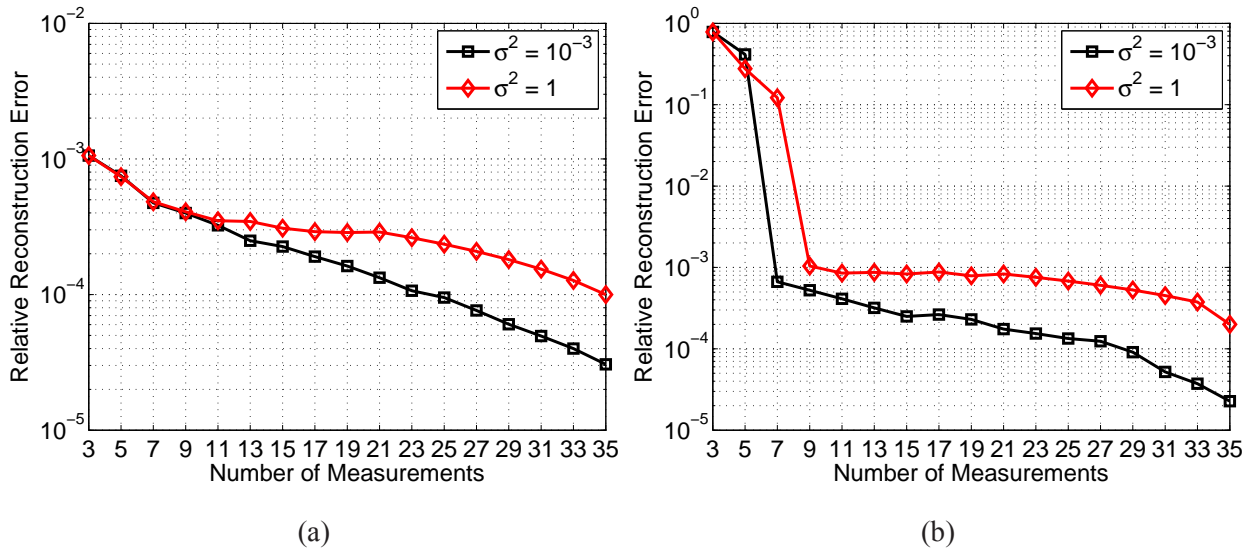 10⁻²
10⁻³
10⁻⁴
10⁻⁵
Relative Reconstruction Error
σ² = 10⁻³
σ² = 1
3 5 7 9 11 13 15 17 19 21 23 25 27 29 31 33 35
Number of Measurements
(a)
10⁰
10⁻¹
10⁻²
10⁻³
10⁻⁴
10⁻⁵
Relative Reconstruction Error
σ² = 10⁻³
σ² = 1
3 5 7 9 11 13 15 17 19 21 23 25 27 29 31 33 35
Number of Measurements
(b)